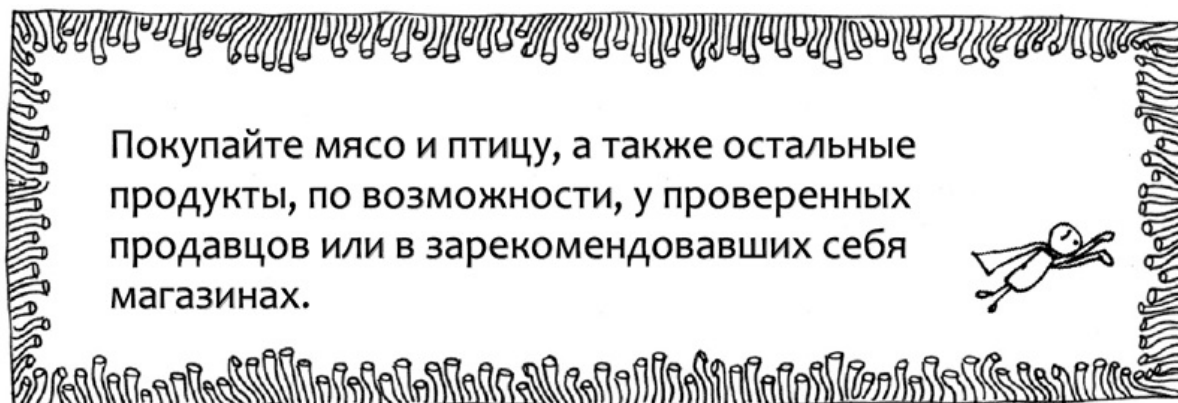 Покупайте мясо и птицу, а также остальные
продукты, по возможности, у проверенных
продавцов или в зарекомендовавших себя
магазинах.